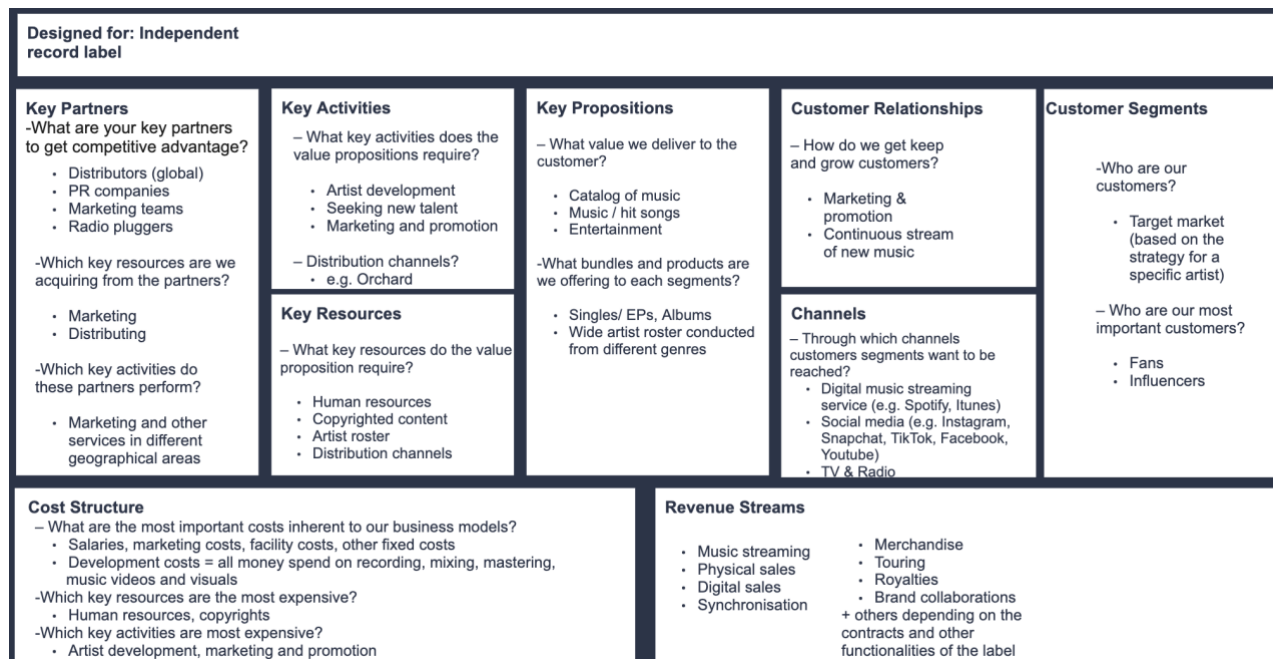 Designed for: Independent
record label
Key Partners
-What are your key partners
to get competitive advantage?
• Distributors (global)
• PR companies
• Marketing teams
• Radio pluggers
-Which key resources are we
acquiring from the partners?
• Marketing
• Distributing
-Which key activities do
these partners perform?
• Marketing and other
services in different
geographical areas
Key Activities
– What key activities does the
value propositions require?
• Artist development
• Seeking new talent
• Marketing and promotion
– Distribution channels?
• e.g. Orchard
Key Resources
– What key resources do the value
proposition require?
• Human resources
• Copyrighted content
• Artist roster
• Distribution channels
Key Propositions
– What value we deliver to the
customer?
• Catalog of music
• Music / hit songs
• Entertainment
-What bundles and products are
we offering to each segments?
• Singles/ EPs, Albums
• Wide artist roster conducted
from different genres
Customer Relationships
– How do we get keep
and grow customers?
• Marketing &
promotion
• Continuous stream
of new music
Channels
– Through which channels
customers segments want to be
reached?
• Digital music streaming
service (e.g. Spotify, Itunes)
• Social media (e.g. Instagram,
Snapchat, TikTok, Facebook,
Youtube)
• TV & Radio
Customer Segments
-Who are our
customers?
• Target market
(based on the
strategy for a
specific artist)
– Who are our most
important customers?
• Fans
• Influencers
Cost Structure
– What are the most important costs inherent to our business models?
• Salaries, marketing costs, facility costs, other fixed costs
• Development costs = all money spend on recording, mixing, mastering,
music videos and visuals
-Which key resources are the most expensive?
• Human resources, copyrights
-Which key activities are most expensive?
• Artist development, marketing and promotion
Revenue Streams
• Music streaming
• Physical sales
• Digital sales
• Synchronisation
• Merchandise
• Touring
• Royalties
• Brand collaborations
+ others depending on the
contracts and other
functionalities of the label